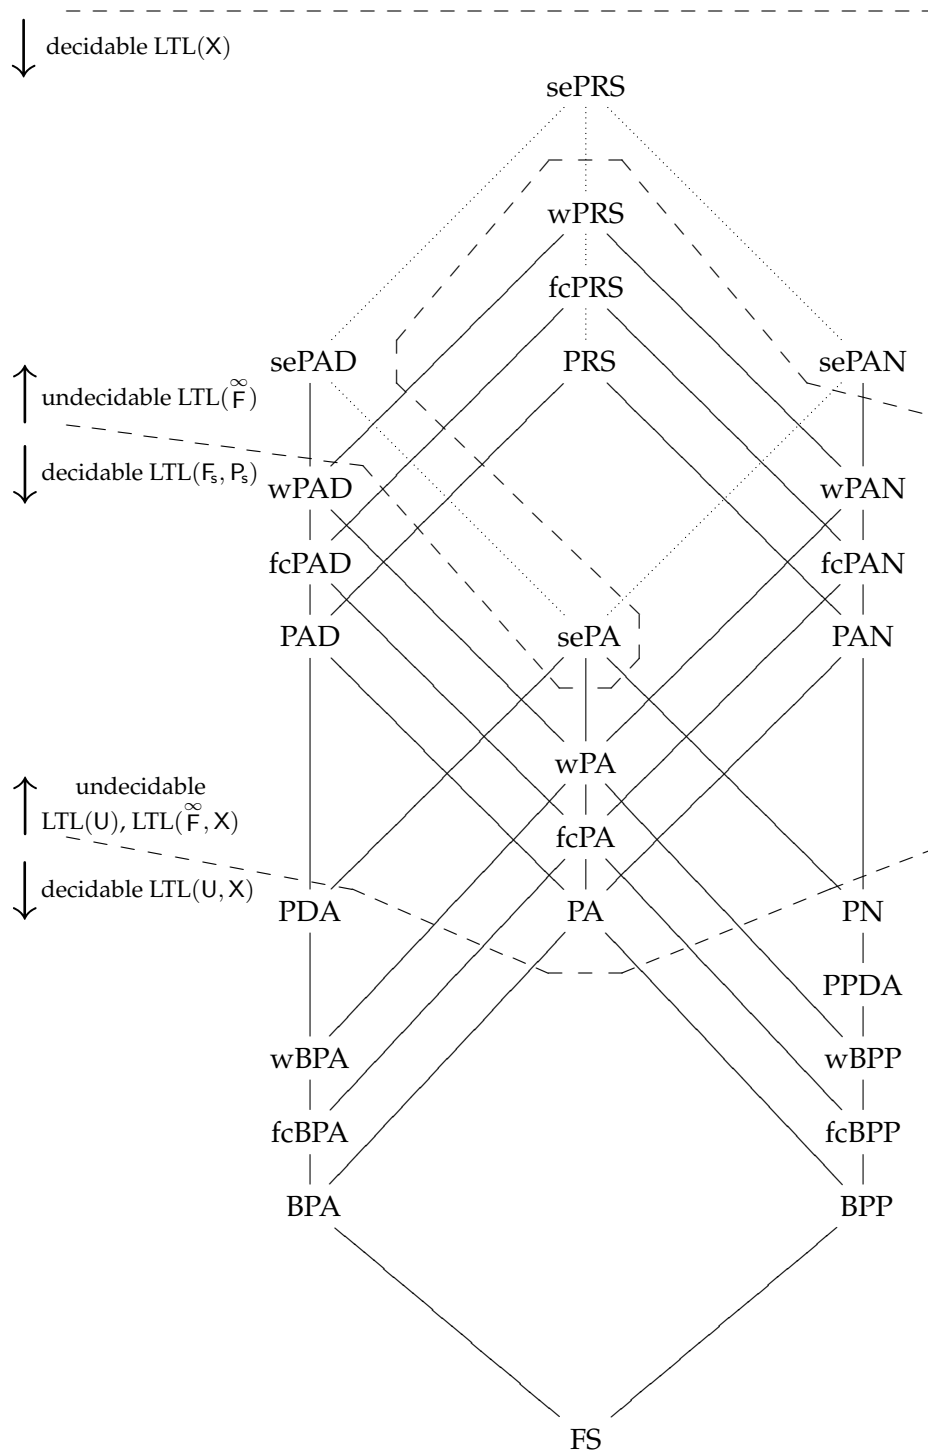 decidable LTL(X)
sePRS
wPRS
fcPRS
sePAD PRS sePAN
undecidable LTL(F∞)
decidable LTL(Fₛ, Pₛ)
wPAD wPAN
fcPAD fcPAN
PAD sePA PAN
wPA
undecidable
LTL(U), LTL(F∞, X)
fcPA
decidable LTL(U, X)
PDA PA PN
PPDA
wBPA wBPP
fcBPA fcBPP
BPA BPP
FS